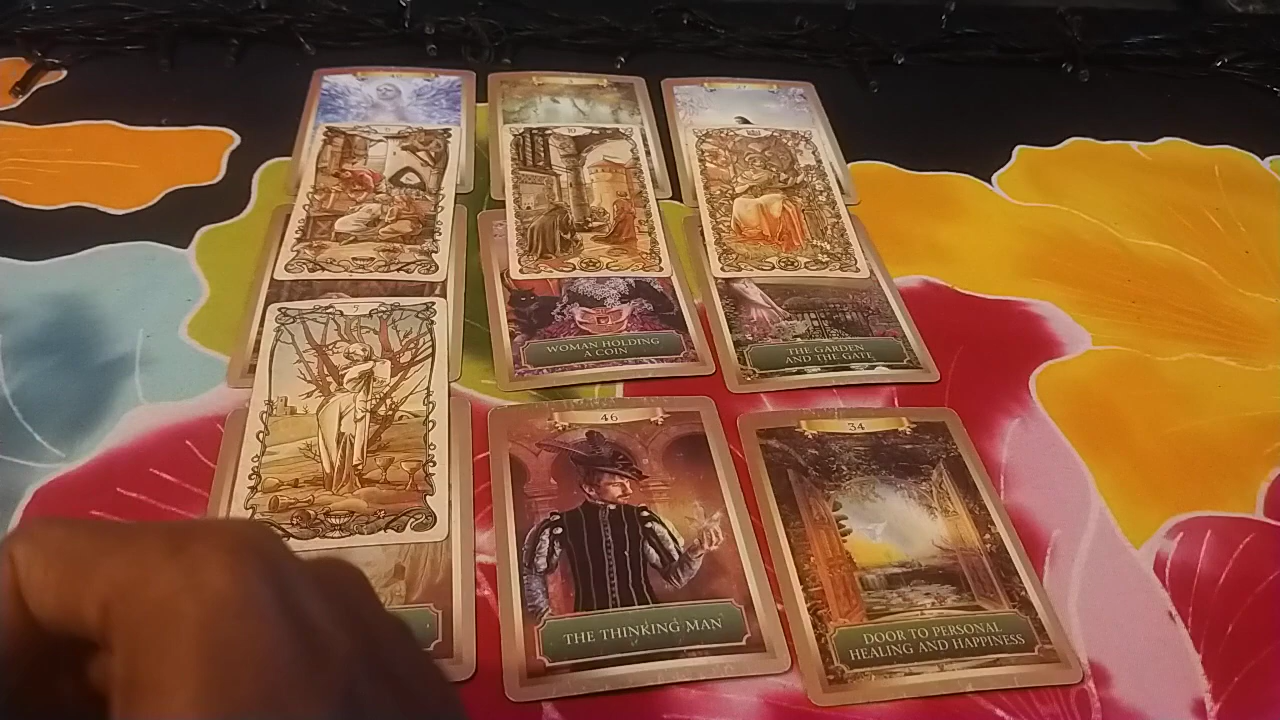 WOMAN HOLDING
A COIN
THE GARDEN
AND THE GATE
46
THE THINKING MAN
34
DOOR TO PERSONAL
HEALING AND HAPPINESS